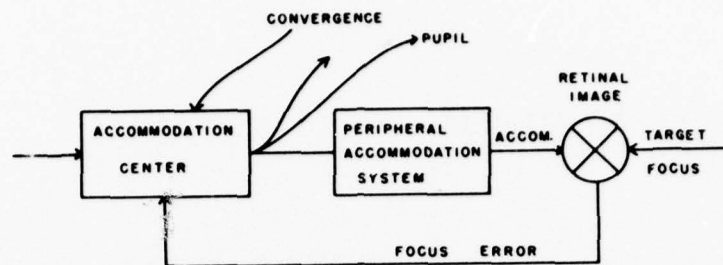 CONVERGENCE
PUPIL
RETINAL
IMAGE
ACCOMMODATION
CENTER
PERIPHERAL
ACCOMMODATION
SYSTEM
ACCOM.
TARGET
FOCUS
FOCUS ERROR